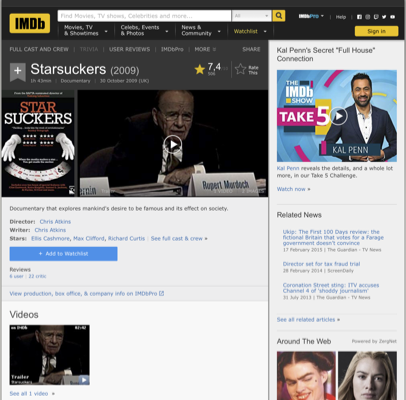 IMDb
Find Movies, TV shows, Celebrities and more...
All
IMDbPro
Help
Movies, TV
& Showtimes
Celebs, Events
& Photos
News &
Community
Watchlist
Sign in
FULL CAST AND CREW
TRIVIA
USER REVIEWS
IMDbPro
MORE
SHARE
Starsuckers (2009)
1h 43min
Documentary
30 October 2009 (UK)
7,4
Rate
This
STAR
SUCKERS
Rupert Murdoch
Documentary that explores mankind's desire to be famous and its effect on society.
Director: Chris Atkins
Writer: Chris Atkins
Stars: Ellis Cashmore, Max Clifford, Richard Curtis | See full cast & crew »
+ Add to Watchlist
Reviews
6 user | 22 critic
View production, box office, & company info on IMDbPro
Videos
on IMDb
02:02
Trailer
Starsuckers
See all 1 video »
Kal Penn's Secret "Full House"
Connection
THE
IMDb
SHOW
TAKE 5
KAL PENN
Kal Penn reveals the details, and a whole lot
more, in our Take 5 Challenge.
Watch now »
Related News
Ukip: The First 100 Days review: the
fictional Britain that votes for a Farage
government doesn't convince
17 February 2015 | The Guardian - TV News
Director set for tax fraud trial
28 February 2014 | ScreenDaily
Coronation Street sting: ITV accuses
Channel 4 of 'shoddy journalism'
31 July 2013 | The Guardian - TV News
See all related articles »
Around The Web
Powered by ZergNet